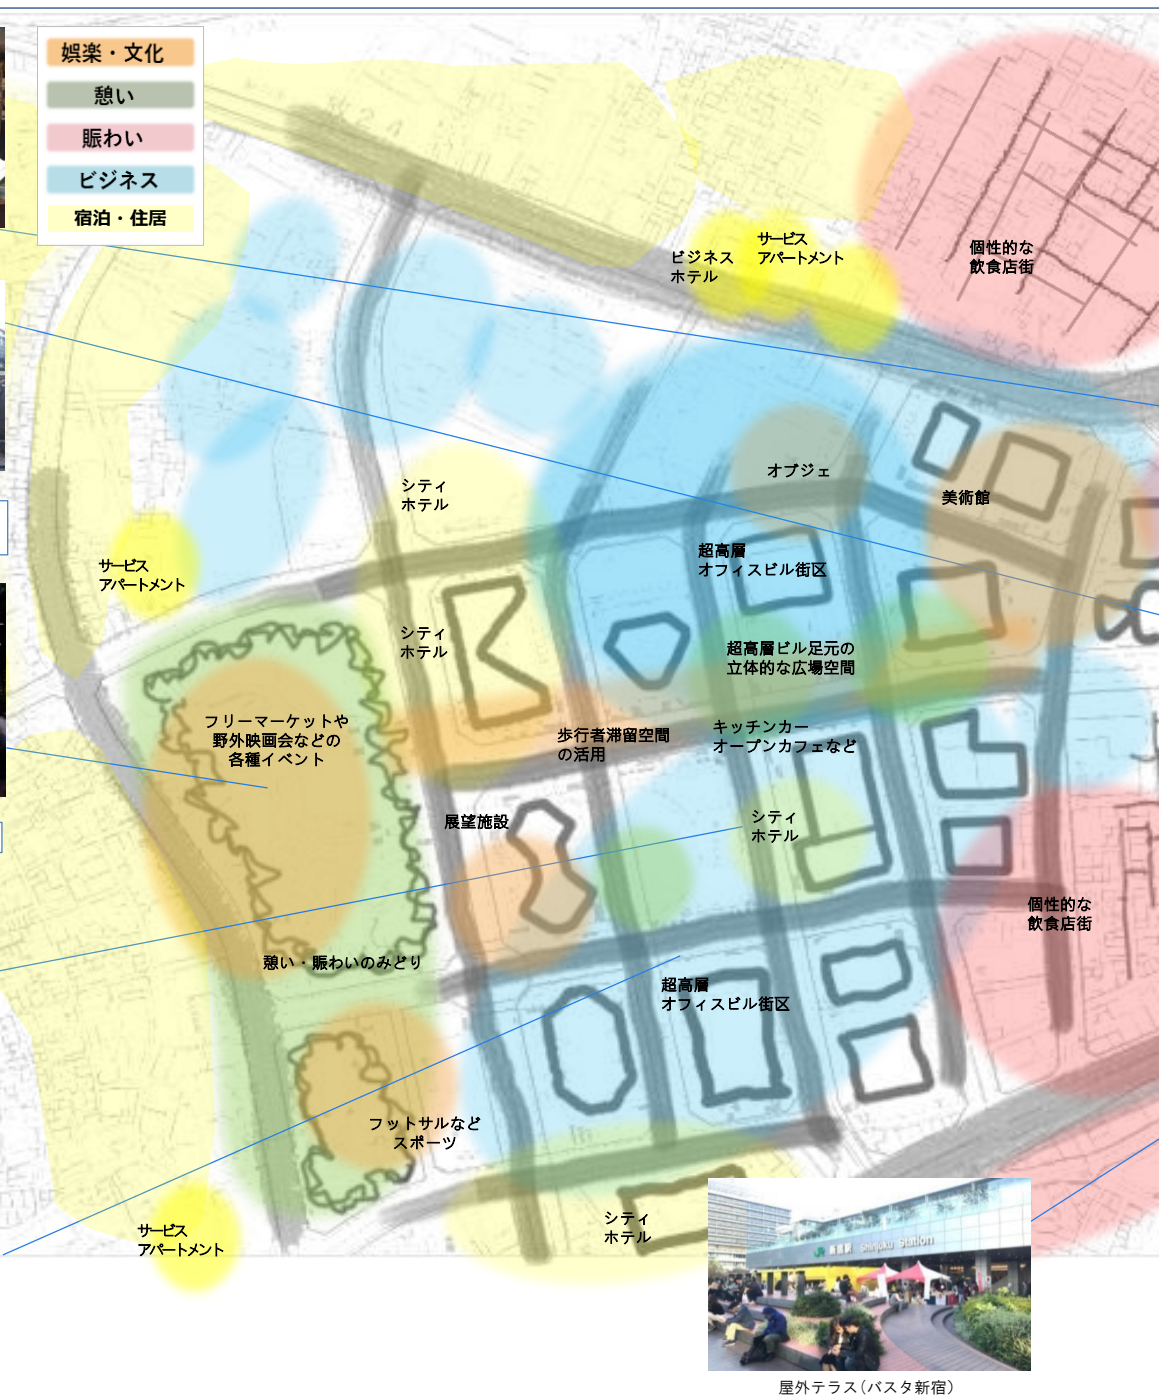 娯楽・文化
憩い
賑わい
ビジネス
宿泊・住居
ビジネス
ホテル
サービス
アパートメント
個性的な
飲食店街
シティ
ホテル
オブジェ
美術館
サービス
アパートメント
超高層
オフィスビル街区
シティ
ホテル
超高層ビル足元の
立体的な広場空間
フリーマーケットや
野外映画会などの
各種イベント
歩行者滞留空間
の活用
キッチンカー
オープンカフェなど
展望施設
シティ
ホテル
個性的な
飲食店街
憩い・賑わいのみどり
超高層
オフィスビル街区
フットサルなど
スポーツ
サービス
アパートメント
シティ
ホテル
JR 新宿駅 Shinjuku Station
屋外テラス(バスタ新宿)